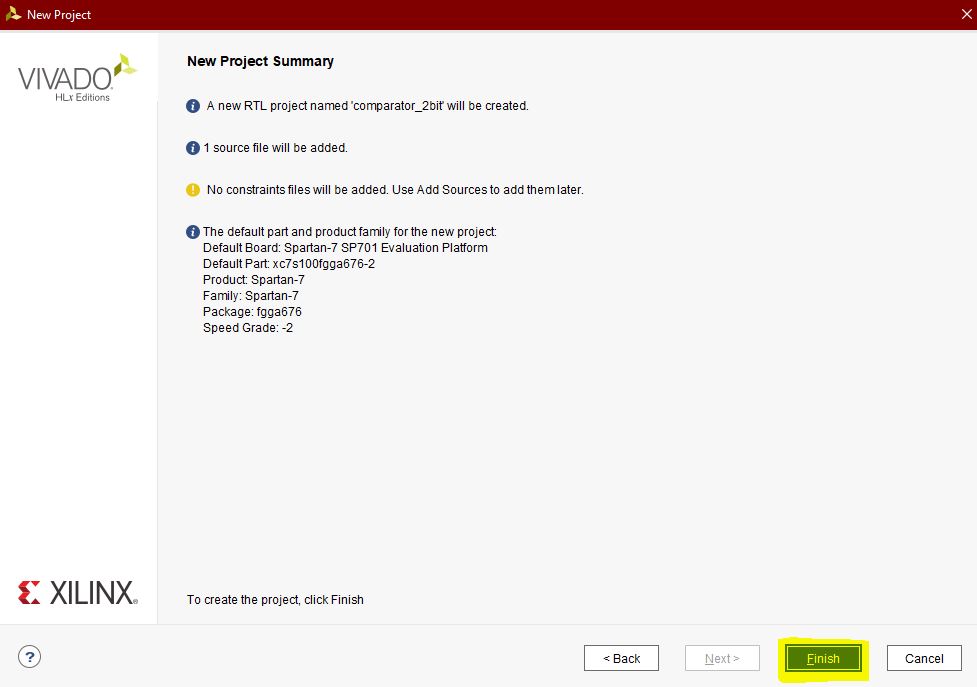 New Project
VIVADO
HLx Editions
New Project Summary
A new RTL project named 'comparator_2bit' will be created.
1 source file will be added.
No constraints files will be added. Use Add Sources to add them later.
The default part and product family for the new project:
Default Board: Spartan-7 SP701 Evaluation Platform
Default Part: xc7s100fgga676-2
Product: Spartan-7
Family: Spartan-7
Package: fgga676
Speed Grade: -2
XILINX
To create the project, click Finish
?
< Back
Next >
Finish
Cancel